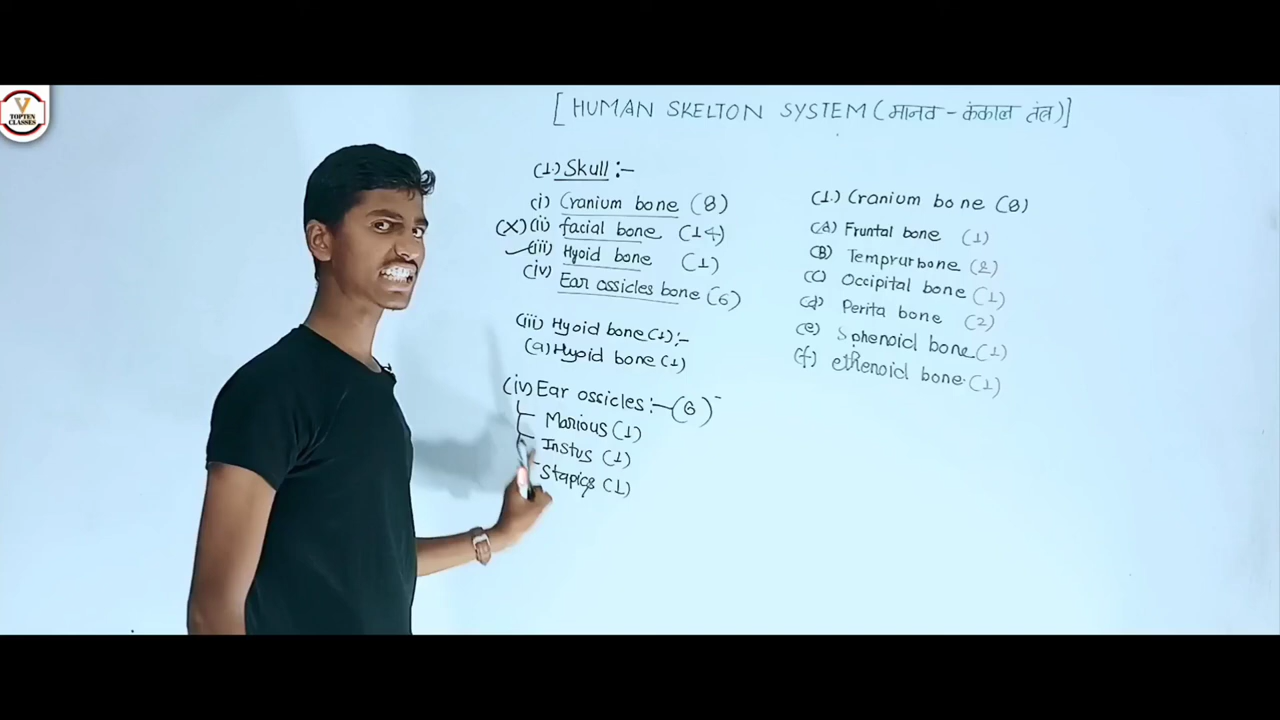 V
TOPTEN
CLASSES
[ HUMAN SKELTON SYSTEM (मानव - कंकाल तंत्र)]
(1.) Skull :-
(i) Cranium bone (8)
(X) (ii) facial bone (14)
(iii) Hyoid bone (1)
(iv) Ear ossicles bone (6)
(iii) Hyoid bone (1):-
(a) Hyoid bone (1)
(iv) Ear ossicles :- (6)
Marious (1)
Instus (1)
Stapics (1)
(1.) Cranium bone (8)
(A) Fruntal bone (1)
(B) Temprurbone (2)
(C) Occipital bone (1)
(d) Perita bone (2)
(e) Sphenoid bone (1)
(f) ethenoid bone (1)